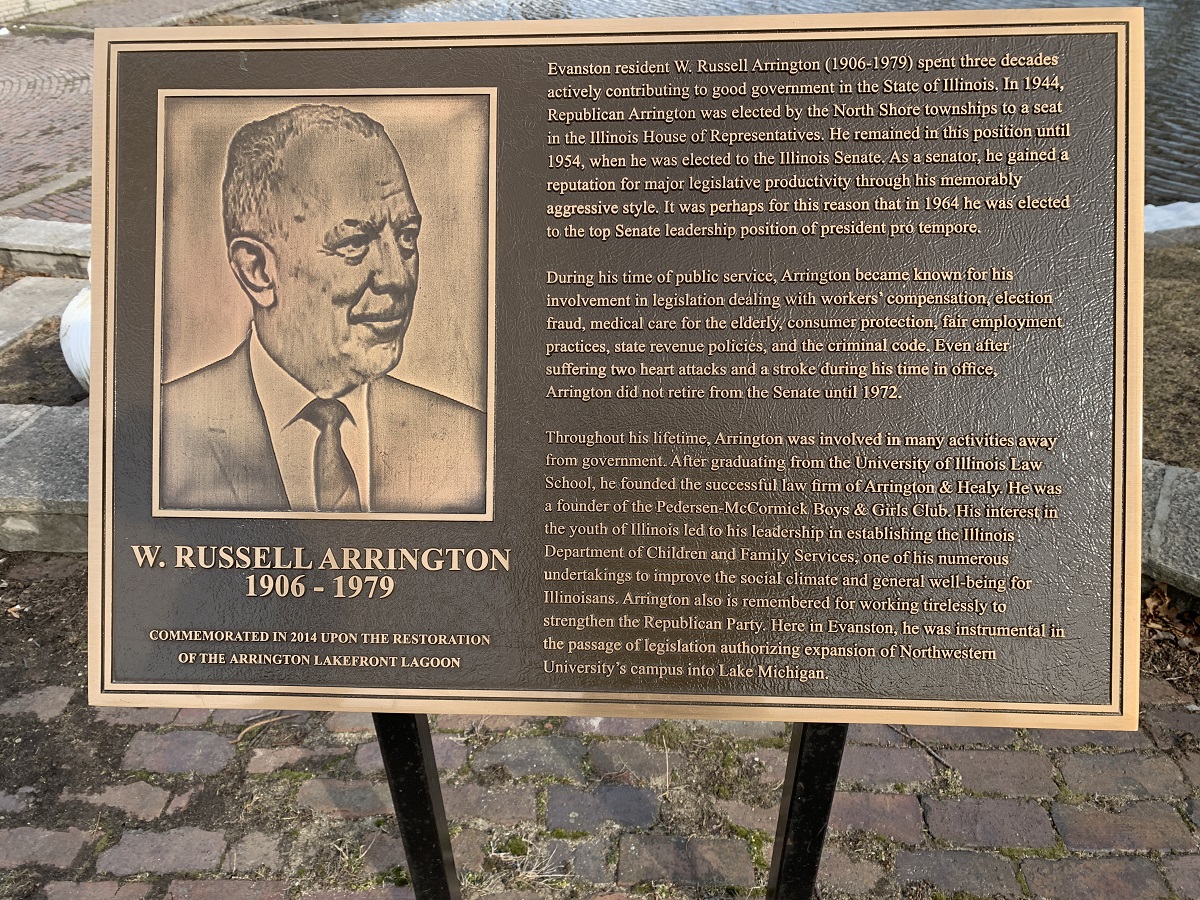 W. RUSSELL ARRINGTON
1906 - 1979
COMMEMORATED IN 2014 UPON THE RESTORATION
OF THE ARRINGTON LAKEFRONT LAGOON
Evanston resident W. Russell Arrington (1906-1979) spent three decades
actively contributing to good government in the State of Illinois. In 1944,
Republican Arrington was elected by the North Shore townships to a seat
in the Illinois House of Representatives. He remained in this position until
1954, when he was elected to the Illinois Senate. As a senator, he gained a
reputation for major legislative productivity through his memorably
aggressive style. It was perhaps for this reason that in 1964 he was elected
to the top Senate leadership position of president pro tempore.
During his time of public service, Arrington became known for his
involvement in legislation dealing with workers' compensation, election
fraud, medical care for the elderly, consumer protection, fair employment
practices, state revenue policies, and the criminal code. Even after
suffering two heart attacks and a stroke during his time in office,
Arrington did not retire from the Senate until 1972.
Throughout his lifetime, Arrington was involved in many activities away
from government. After graduating from the University of Illinois Law
School, he founded the successful law firm of Arrington & Healy. He was
a founder of the Pedersen-McCormick Boys & Girls Club. His interest in
the youth of Illinois led to his leadership in establishing the Illinois
Department of Children and Family Services, one of his numerous
undertakings to improve the social climate and general well-being for
Illinoisans. Arrington also is remembered for working tirelessly to
strengthen the Republican Party. Here in Evanston, he was instrumental in
the passage of legislation authorizing expansion of Northwestern
University's campus into Lake Michigan.